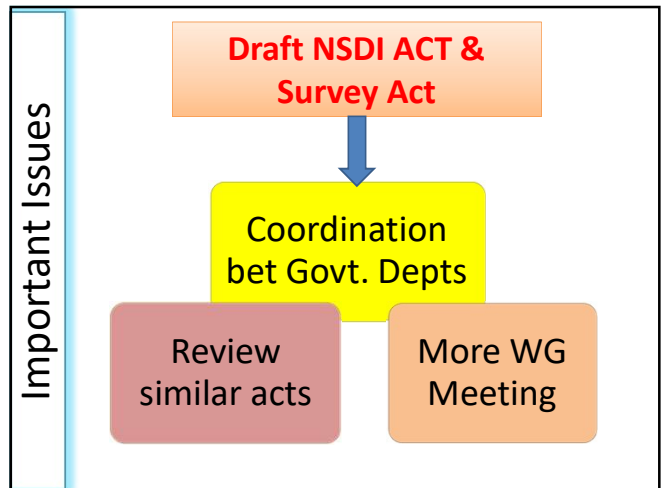 Important Issues
Draft NSDI ACT &
Survey Act
Coordination
bet Govt. Depts
Review
similar acts
More WG
Meeting